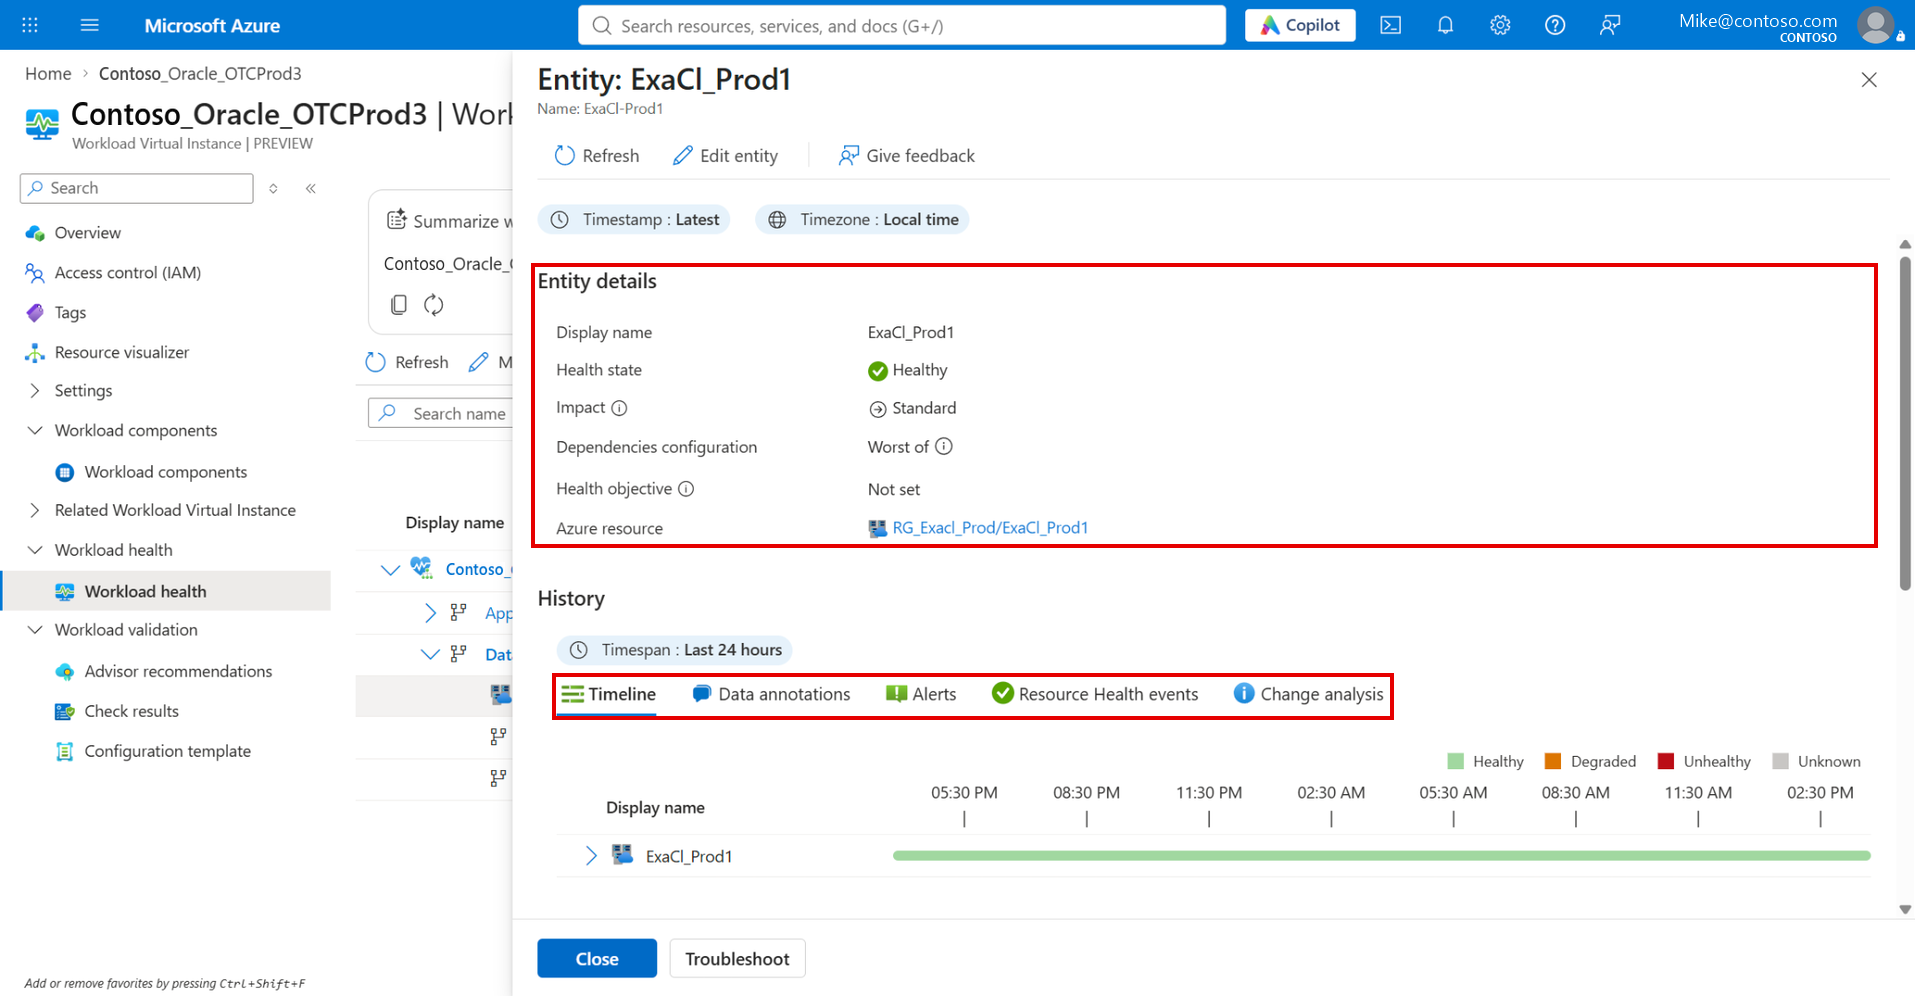 Microsoft Azure
Search resources, services, and docs (G+/)
Copilot
Mike@contoso.com
CONTOSO
Home
Contoso_Oracle_OTCProd3
Contoso_Oracle_OTCProd3 | Work
Workload Virtual Instance | PREVIEW
Search
Overview
Access control (IAM)
Tags
Resource visualizer
Settings
Workload components
Workload components
Related Workload Virtual Instance
Workload health
Workload health
Workload validation
Advisor recommendations
Check results
Configuration template
Add or remove favorites by pressing Ctrl+Shift+F
Summarize w
Contoso_Oracle_
Refresh
M
Search name
Display name
Contoso_
App
Data
Entity: ExaCl_Prod1
Name: ExaCl-Prod1
Refresh
Edit entity
Give feedback
Timestamp : Latest
Timezone : Local time
Entity details
Display name
ExaCl_Prod1
Health state
Healthy
Impact
Standard
Dependencies configuration
Worst of
Health objective
Not set
Azure resource
RG_Exacl_Prod/ExaCl_Prod1
History
Timespan : Last 24 hours
Timeline
Data annotations
Alerts
Resource Health events
Change analysis
Healthy
Degraded
Unhealthy
Unknown
Display name
05:30 PM
08:30 PM
11:30 PM
02:30 AM
05:30 AM
08:30 AM
11:30 AM
02:30 PM
ExaCl_Prod1
Close
Troubleshoot